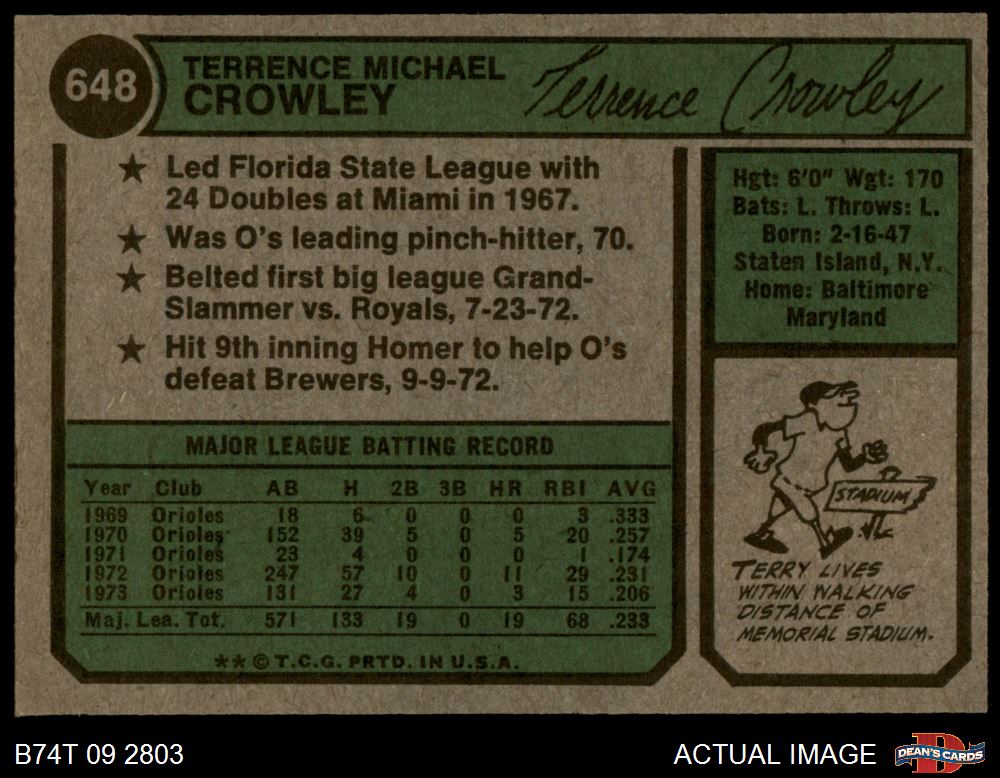 648
TERRENCE MICHAEL
CROWLEY
Terrence Crowley
★ Led Florida State League with
24 Doubles at Miami in 1967.
★ Was O's leading pinch-hitter, 70.
★ Belted first big league Grand-
Slammer vs. Royals, 7-23-72.
★ Hit 9th inning Homer to help O's
defeat Brewers, 9-9-72.
Hgt: 6'0" Wgt: 170
Bats: L. Throws: L.
Born: 2-16-47
Staten Island, N.Y.
Home: Baltimore
Maryland
MAJOR LEAGUE BATTING RECORD
Year Club AB H 2B 3B HR RBI AVG
1969 Orioles 18 6 0 0 0 3 .333
1970 Orioles 152 39 5 0 5 20 .257
1971 Orioles 23 4 0 0 0 1 .174
1972 Orioles 247 57 10 0 11 29 .231
1973 Orioles 131 27 4 0 3 15 .206
Maj. Lea. Tot. 571 133 19 0 19 68 .233
** © T.C.G. PRTD. IN U.S.A.
STADIUM
TERRY LIVES
WITHIN WALKING
DISTANCE OF
MEMORIAL STADIUM.
B74T 09 2803
ACTUAL IMAGE
DEAN'S CARDS